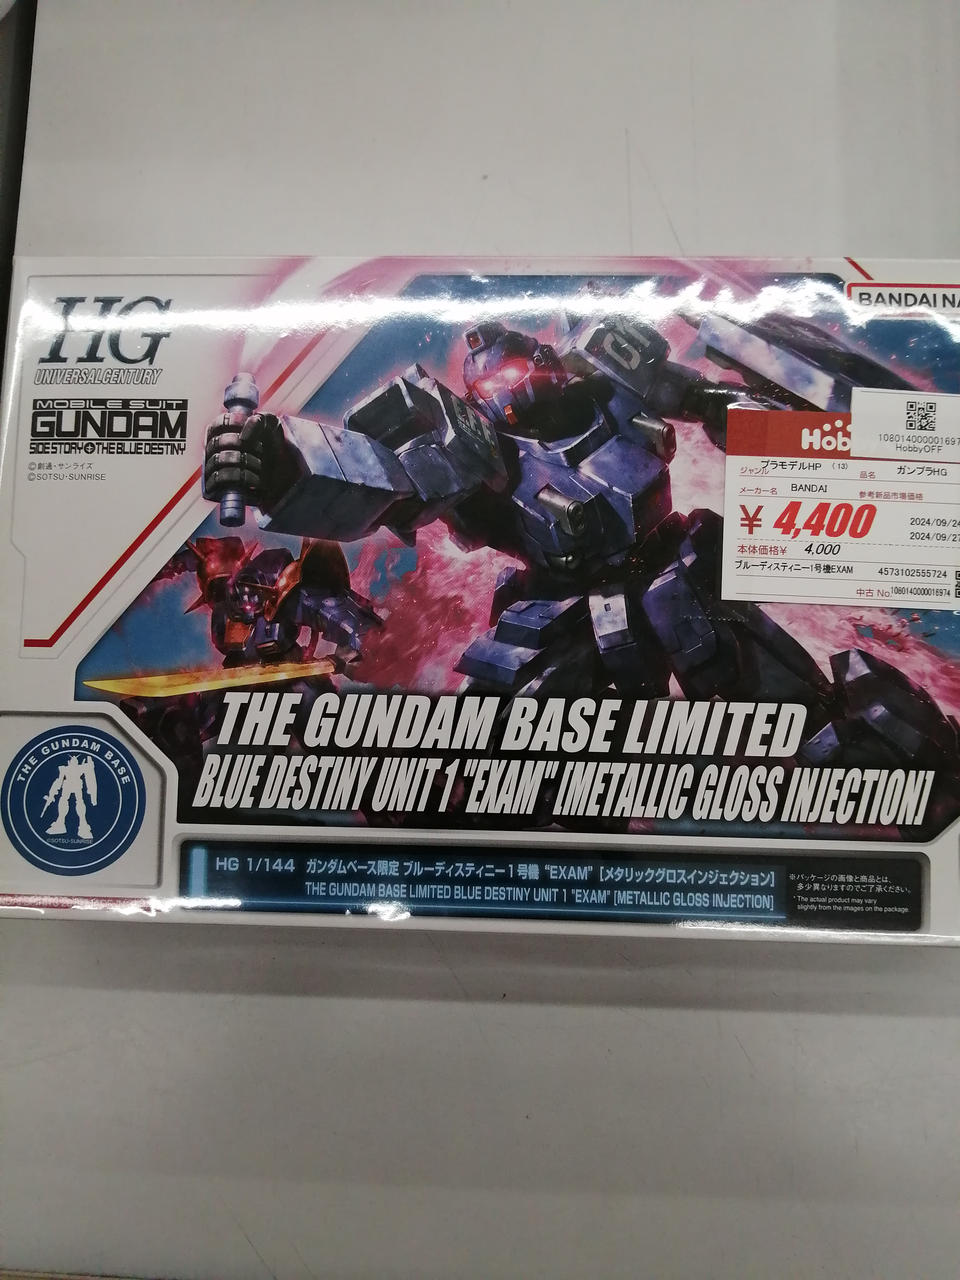 HG
UNIVERSAL CENTURY
MOBILE SUIT
GUNDAM
SIDE STORY THE BLUE DESTINY
©創通・サンライズ
©SOTSU・SUNRISE
BANDAI NA
01
108014000001697
HobbyOFF
Hob
プラモデルHP (13)
ジャンル
品名
ガンプラHG
メーカー名
BANDAI
参考新品市場価格
¥ 4,400
2024/09/24
2024/09/27
本体価格¥ 4,000
ブルーディスティニー1号機EXAM
4573102555724
中古 No1080140000016974
THE GUNDAM BASE LIMITED
BLUE DESTINY UNIT 1 "EXAM" [METALLIC GLOSS INJECTION]
THE GUNDAM BASE
©SOTSU・SUNRISE
HG 1/144 ガンダムベース限定 ブルーディスティニー1号機 "EXAM" [メタリックグロスインジェクション]
THE GUNDAM BASE LIMITED BLUE DESTINY UNIT 1 "EXAM" [METALLIC GLOSS INJECTION]
※パッケージの画像と商品とは、
多少異なりますのでご了承ください。
* The actual product may vary
slightly from the images on the package.